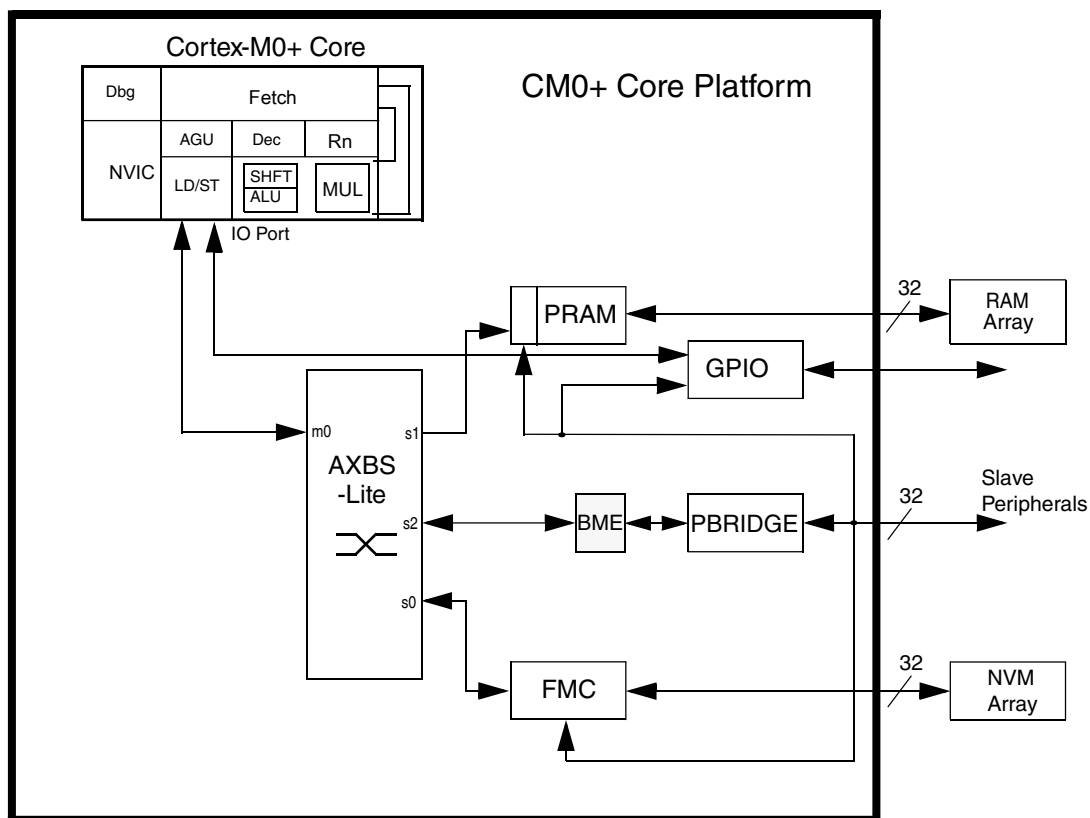 Cortex-M0+ Core
CM0+ Core Platform
Dbg
Fetch
AGU
Dec
Rn
NVIC
LD/ST
SHFT
ALU
MUL
IO Port
PRAM
32
RAM
Array
GPIO
m0
s1
AXBS
-Lite
s2
BME
PBRIDGE
32
Slave
Peripherals
s0
FMC
32
NVM
Array